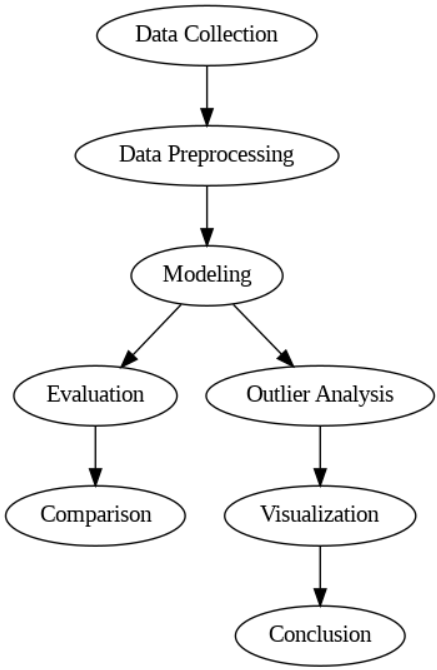 Data Collection
Data Preprocessing
Modeling
Evaluation
Outlier Analysis
Comparison
Visualization
Conclusion